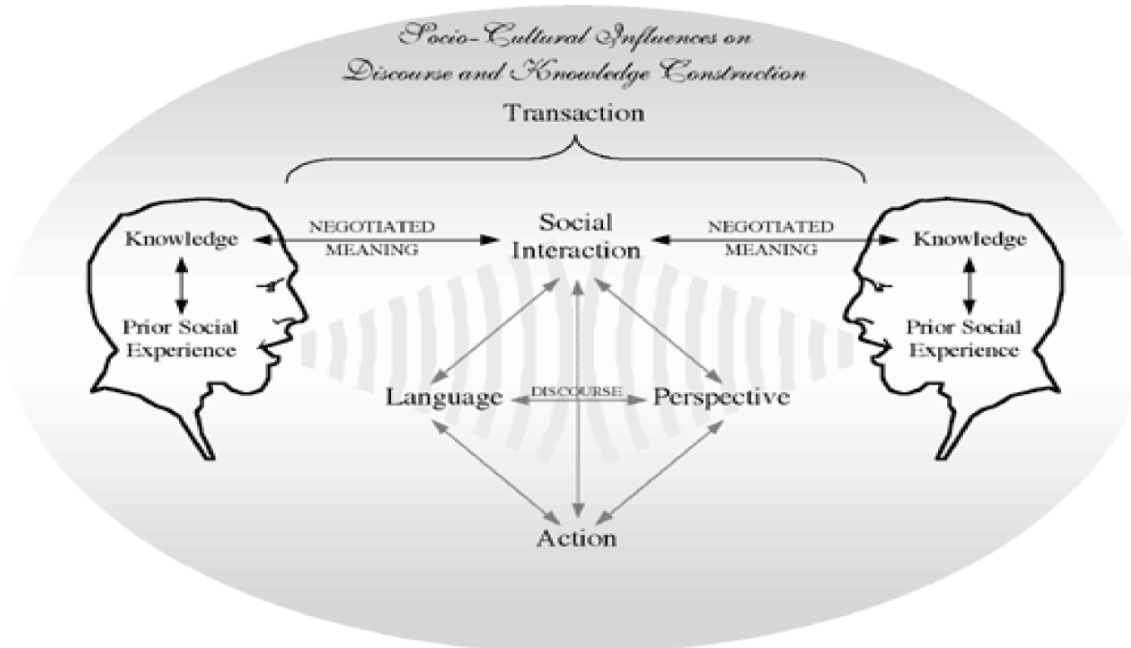 Socio-Cultural Influences on
Discourse and Knowledge Construction
Transaction
Knowledge
NEGOTIATED
MEANING
Social
Interaction
NEGOTIATED
MEANING
Knowledge
Prior Social
Experience
Prior Social
Experience
Language
DISCOURSE
Perspective
Action